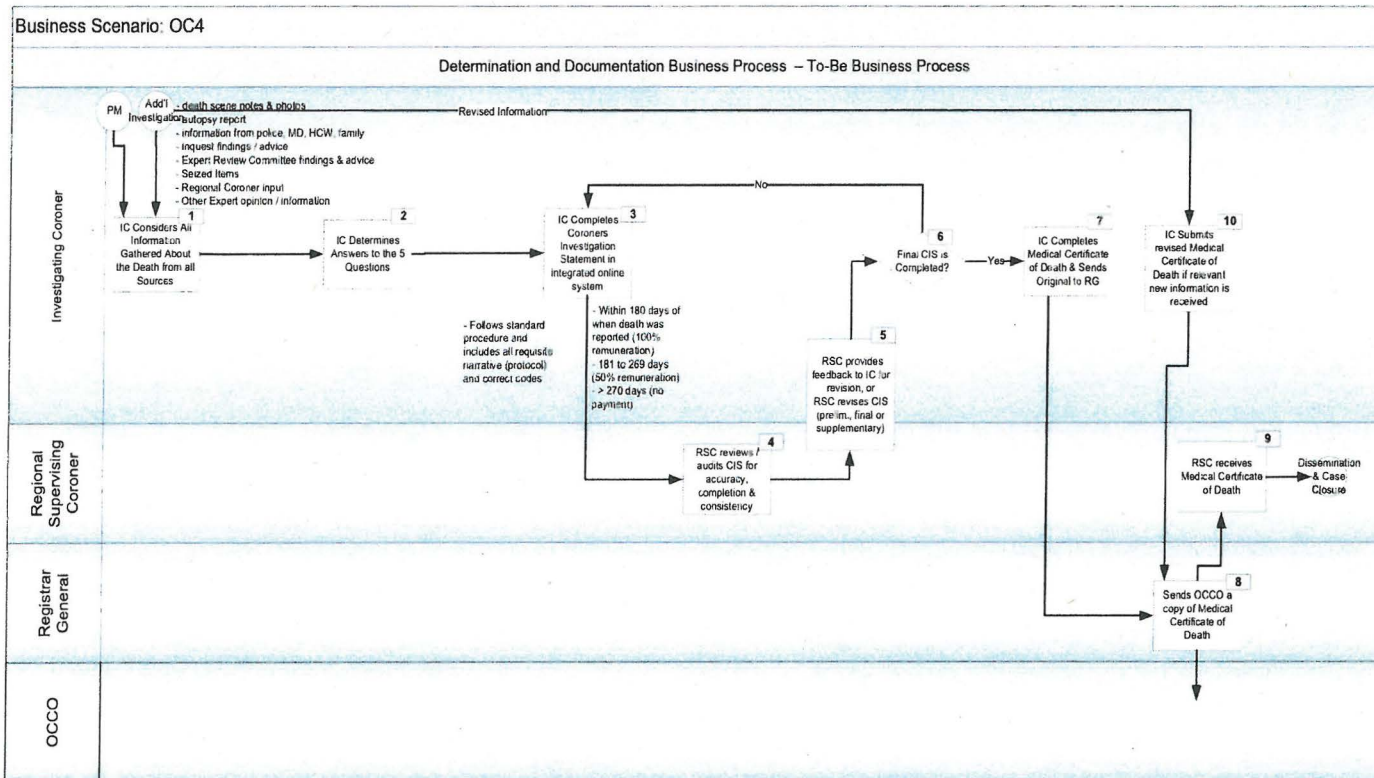 Business Scenario: OC4
Determination and Documentation Business Process – To-Be Business Process
Investigating Coroner
PM
Add'l
Investigation
- death scene notes & photos
- autopsy report
- information from police, MD, HCW, family
- inquest findings / advice
- Expert Review Committee findings & advice
- Seized Items
- Regional Coroner input
- Other Expert opinion / information
Revised Information
1
IC Considers All
Information
Gathered About
the Death from all
Sources
2
IC Determines
Answers to the 5
Questions
3
IC Completes
Coroners
Investigation
Statement in
integrated online
system
- Follows standard
procedure and
includes all requisite
narrative (protocol)
and correct codes
- Within 180 days of
when death was
reported (100%
remuneration)
- 181 to 269 days
(50% remuneration)
- > 270 days (no
payment)
No
5
RSC provides
feedback to IC for
revision, or
RSC revises CIS
(prelim., final or
supplementary)
6
Final CIS is
Completed?
Yes
7
IC Completes
Medical Certificate
of Death & Sends
Original to RG
10
IC Submits
revised Medical
Certificate of
Death if relevant
new information is
received
Regional
Supervising
Coroner
4
RSC reviews /
audits CIS for
accuracy,
completion &
consistency
9
RSC receives
Medical Certificate
of Death
Dissemination
& Case
Closure
Registrar
General
8
Sends OCCO a
copy of Medical
Certificate of
Death
OCCO